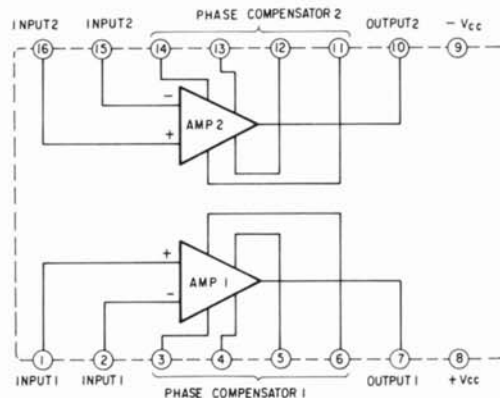 PHASE COMPENSATOR 2
INPUT2 INPUT2 OUTPUT2 - Vcc
16 15 14 13 12 11 10 9
-
AMP 2
+
+
AMP 1
-
1 2 3 4 5 6 7 8
INPUT1 INPUT1 OUTPUT1 + Vcc
PHASE COMPENSATOR 1